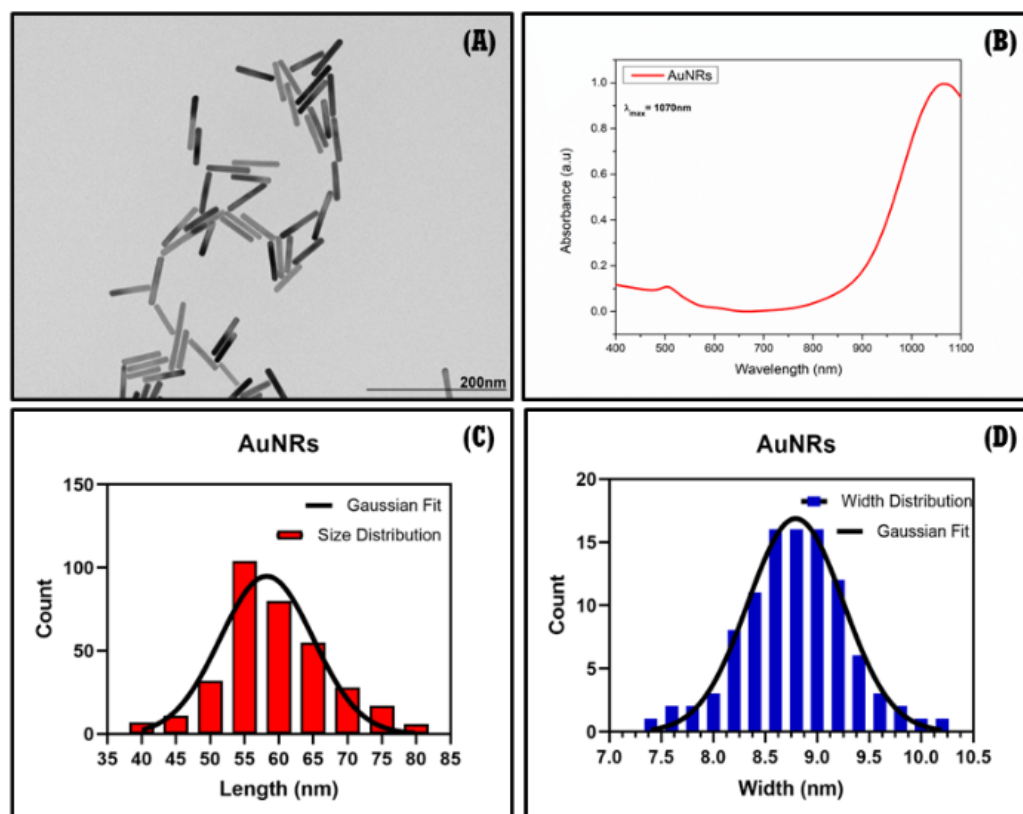 (A)
200nm
(B)
AuNRs
λmax= 1070nm
1.0
0.8
0.6
0.4
0.2
0.0
Absorbance (a.u)
400 500 600 700 800 900 1000 1100
Wavelength (nm)
(C)
AuNRs
150
100
50
0
Count
Gaussian Fit
Size Distribution
35 40 45 50 55 60 65 70 75 80 85
Length (nm)
(D)
AuNRs
20
15
10
5
0
Count
Width Distribution
Gaussian Fit
7.0 7.5 8.0 8.5 9.0 9.5 10.0 10.5
Width (nm)